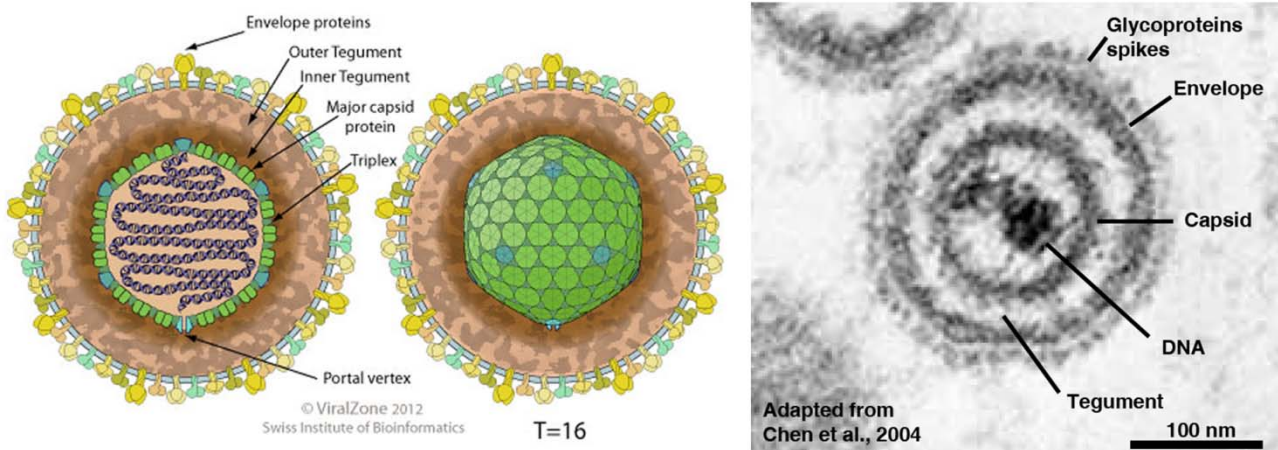 Envelope proteins
Outer Tegument
Inner Tegument
Major capsid
protein
Triplex
Portal vertex
© ViralZone 2012
Swiss Institute of Bioinformatics
T=16
Glycoproteins
spikes
Envelope
Capsid
DNA
Tegument
Adapted from
Chen et al., 2004
100 nm